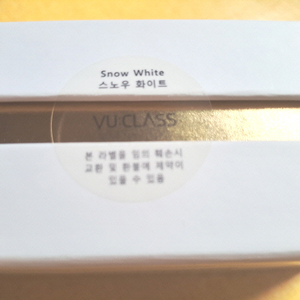 Snow White
스노우 화이트
VU:CLASS
본 라벨을 임의 훼손시
교환 및 환불에 제약이
있을 수 있음